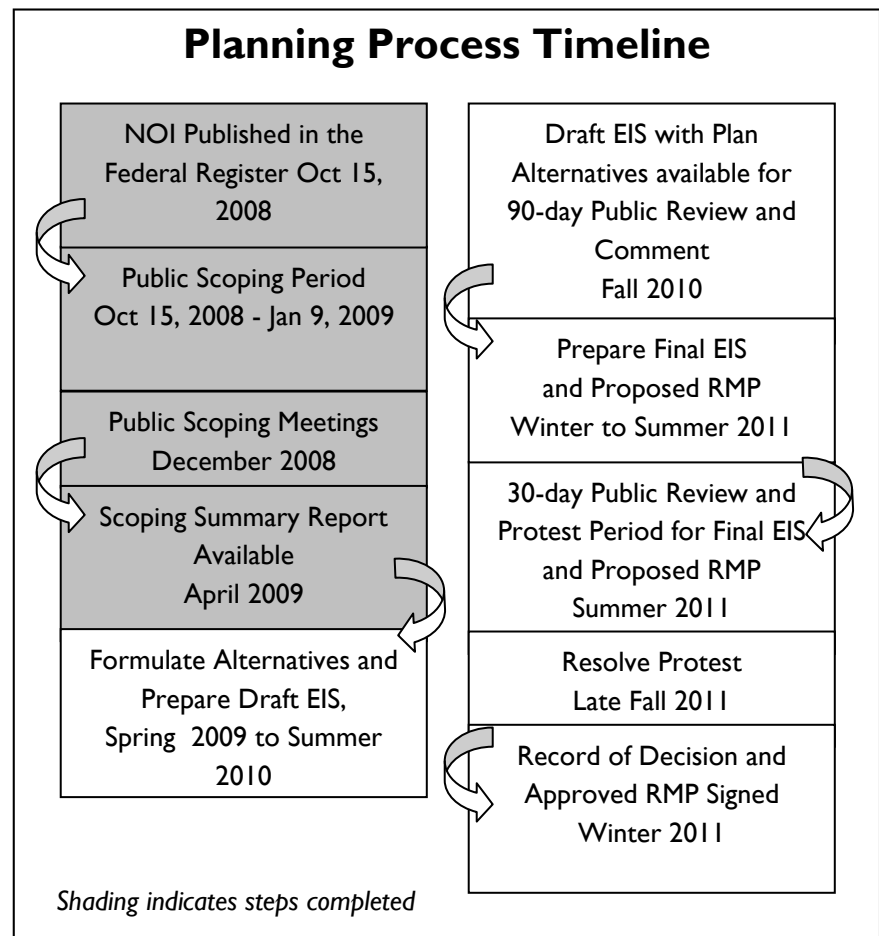 Planning Process Timeline
NOI Published in the
Federal Register Oct 15,
2008
Public Scoping Period
Oct 15, 2008 - Jan 9, 2009
Public Scoping Meetings
December 2008
Scoping Summary Report
Available
April 2009
Formulate Alternatives and
Prepare Draft EIS,
Spring 2009 to Summer
2010
Draft EIS with Plan
Alternatives available for
90-day Public Review and
Comment
Fall 2010
Prepare Final EIS
and Proposed RMP
Winter to Summer 2011
30-day Public Review and
Protest Period for Final EIS
and Proposed RMP
Summer 2011
Resolve Protest
Late Fall 2011
Record of Decision and
Approved RMP Signed
Winter 2011
Shading indicates steps completed